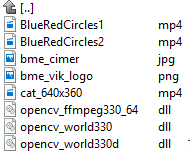 [..]
BlueRedCircles1 mp4
BlueRedCircles2 mp4
bme_cimer jpg
bme_vik_logo png
cat_640x360 mp4
opencv_ffmpeg330_64 dll
opencv_world330 dll
opencv_world330d dll